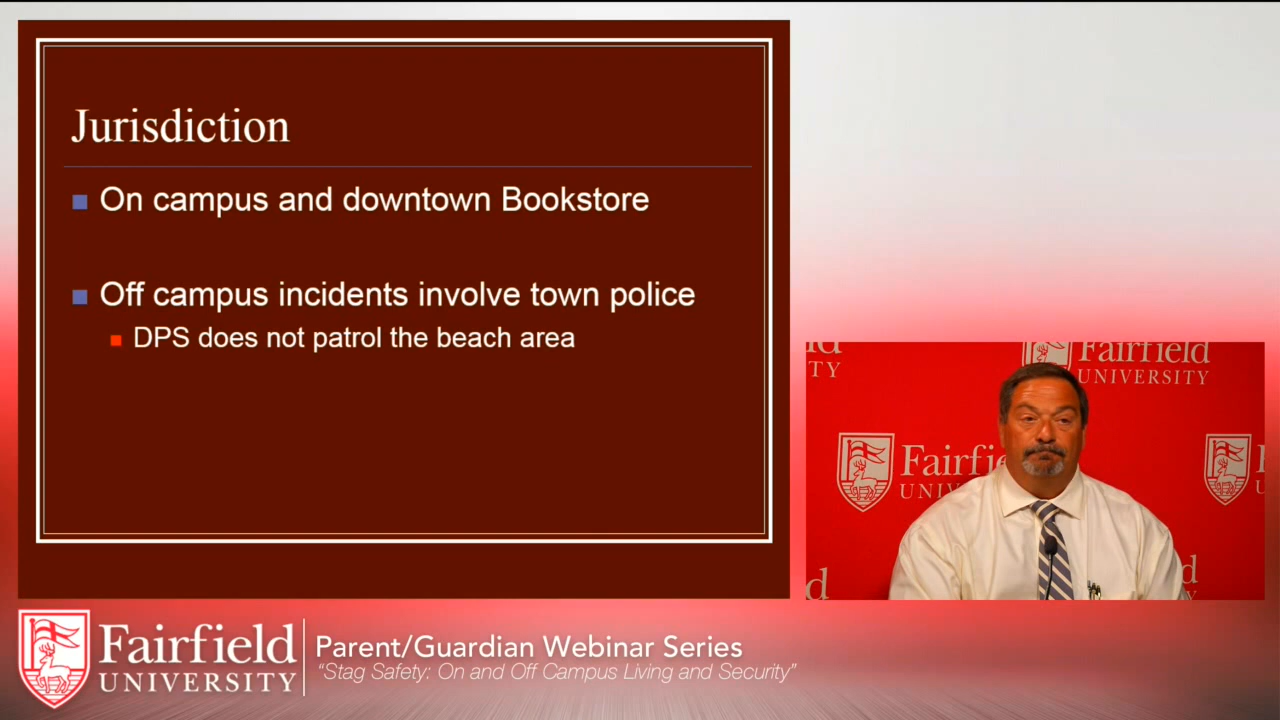 Jurisdiction
On campus and downtown Bookstore
Off campus incidents involve town police
DPS does not patrol the beach area
Fairfield
UNIVERSITY
Fairfield
UNIVERSITY
Parent/Guardian Webinar Series
"Stag Safety: On and Off Campus Living and Security"